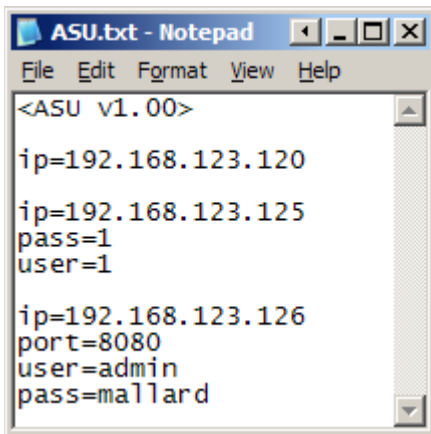 ASU.txt - Notepad
File Edit Format View Help
<ASU v1.00>
ip=192.168.123.120
ip=192.168.123.125
pass=1
user=1
ip=192.168.123.126
port=8080
user=admin
pass=mallard